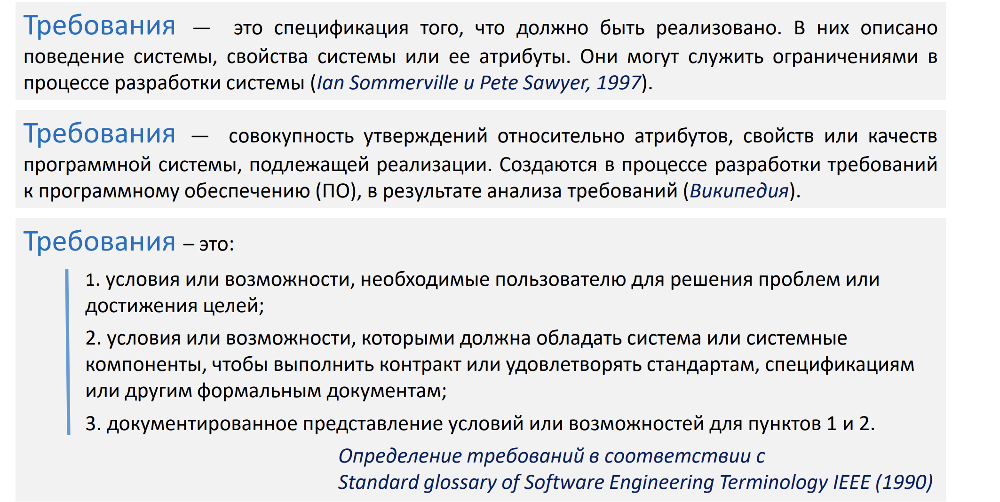 Требования — это спецификация того, что должно быть реализовано. В них описано
поведение системы, свойства системы или ее атрибуты. Они могут служить ограничениями в
процессе разработки системы (Ian Sommerville и Pete Sawyer, 1997).
Требования — совокупность утверждений относительно атрибутов, свойств или качеств
программной системы, подлежащей реализации. Создаются в процессе разработки требований
к программному обеспечению (ПО), в результате анализа требований (Википедия).
Требования – это:
1. условия или возможности, необходимые пользователю для решения проблем или
достижения целей;
2. условия или возможности, которыми должна обладать система или системные
компоненты, чтобы выполнить контракт или удовлетворять стандартам, спецификациям
или другим формальным документам;
3. документированное представление условий или возможностей для пунктов 1 и 2.
Определение требований в соответствии с
Standard glossary of Software Engineering Terminology IEEE (1990)